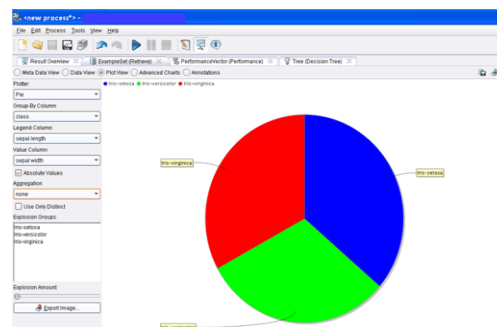 <new process*> -
File Edit Process Tools View Help
Result Overview ExampleSet (Retrieve) PerformanceVector (Performance) Tree (Decision Tree)
Meta Data View Data View Plot View Advanced Charts Annotations
Plotter
Pie
Group-By Column
class
Legend Column
sepal length
Value Column
sepal width
Absolute Values
Aggregation
none
Use Only Distinct
Explosion Groups
Iris-setosa
Iris-versicolor
Iris-virginica
Explosion Amount
Export Image...
Iris-setosa Iris-versicolor Iris-virginica
Iris-virginica
Iris-setosa